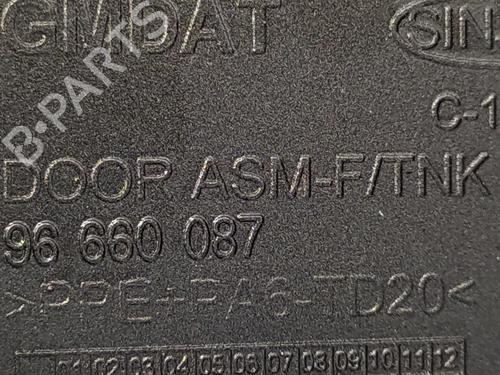 GMDAT
SIN
C-1
DOOR ASM-F/TNK
96 660 087
>PPE+PA6-TD20<
01 02 03 04 05 06 07 08 09 10 11 12
B-PARTS